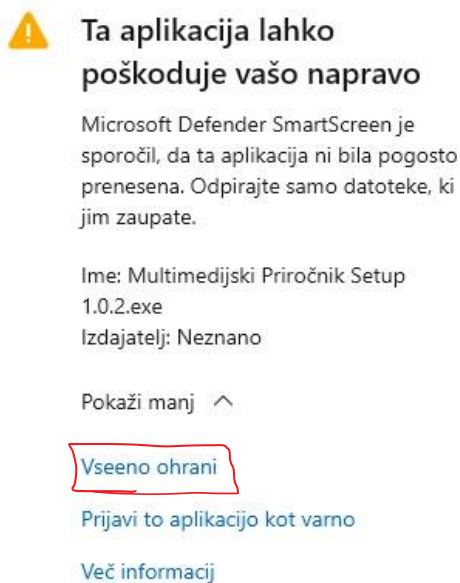 Ta aplikacija lahko
poškoduje vašo napravo
Microsoft Defender SmartScreen je
sporočil, da ta aplikacija ni bila pogosto
prenesena. Odpirajte samo datoteke, ki
jim zaupate.
Ime: Multimedijski Priročnik Setup
1.0.2.exe
Izdajatelj: Neznano
Pokaži manj
Vseeno ohrani
Prijavi to aplikacijo kot varno
Več informacij